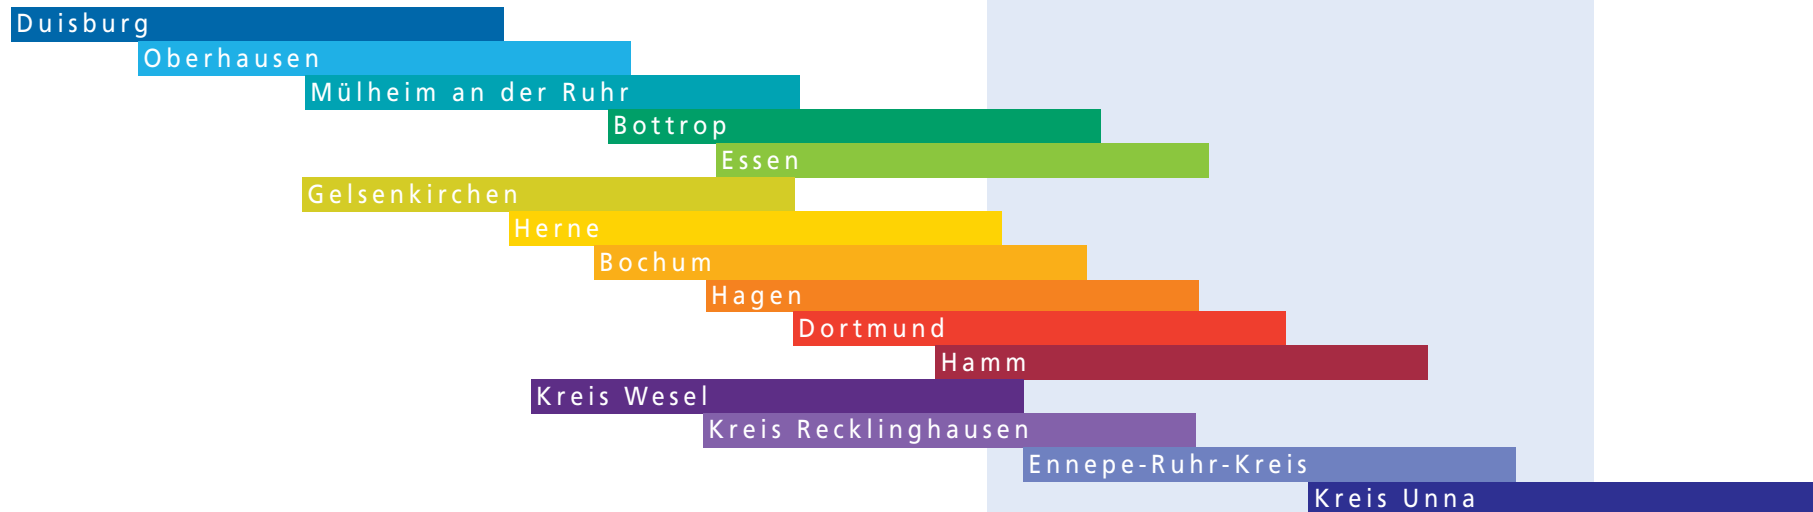 Duisburg
Oberhausen
Mülheim an der Ruhr
Bottrop
Essen
Gelsenkirchen
Herne
Bochum
Hagen
Dortmund
Hamm
Kreis Wesel
Kreis Recklinghausen
Ennepe-Ruhr-Kreis
Kreis Unna